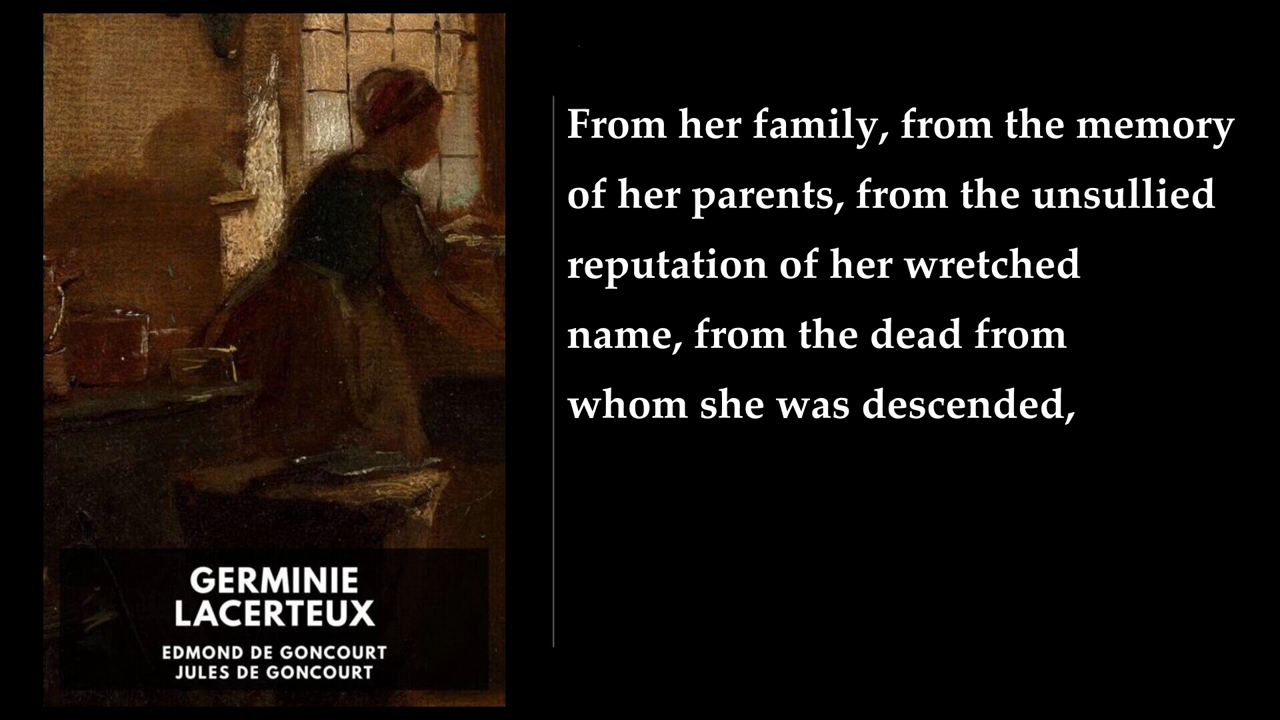 From her family, from the memory
of her parents, from the unsullied
reputation of her wretched
name, from the dead from
whom she was descended,
GERMINIE
LACERTEUX
EDMOND DE GONCOURT
JULES DE GONCOURT